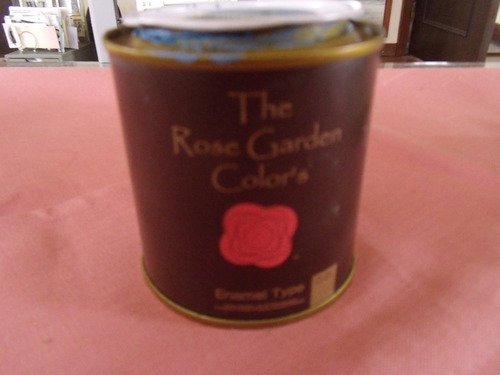 The
Rose Garden
Color's
Enamel Type